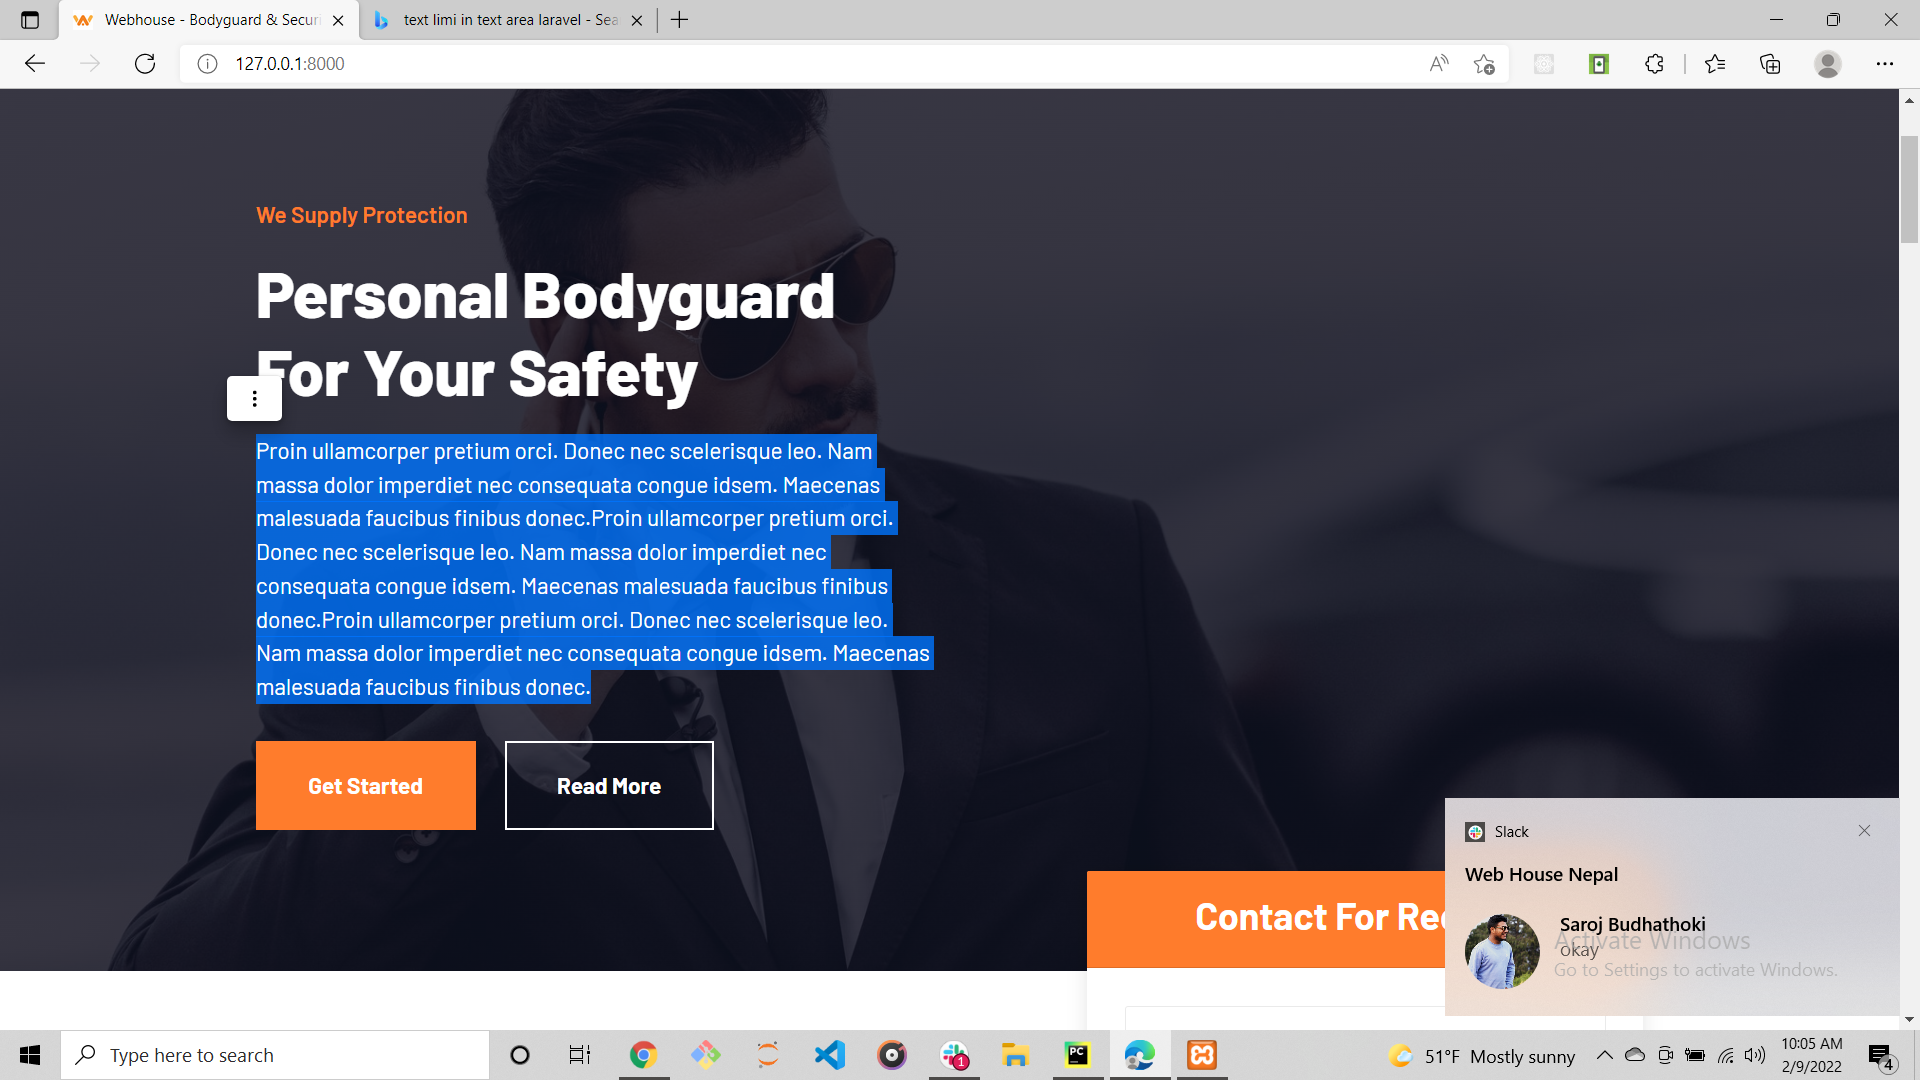 Webhouse - Bodyguard & Securi
text limi in text area laravel - Sea
127.0.0.1:8000
We Supply Protection
Personal Bodyguard
For Your Safety
Proin ullamcorper pretium orci. Donec nec scelerisque leo. Nam
massa dolor imperdiet nec consequata congue idsem. Maecenas
malesuada faucibus finibus donec.Proin ullamcorper pretium orci.
Donec nec scelerisque leo. Nam massa dolor imperdiet nec
consequata congue idsem. Maecenas malesuada faucibus finibus
donec.Proin ullamcorper pretium orci. Donec nec scelerisque leo.
Nam massa dolor imperdiet nec consequata congue idsem. Maecenas
malesuada faucibus finibus donec.
Get Started
Read More
Contact For Re
Slack
Web House Nepal
Saroj Budhathoki
okay
Activate Windows
Go to Settings to activate Windows.
Type here to search
PC
1
51°F Mostly sunny
10:05 AM
2/9/2022
4